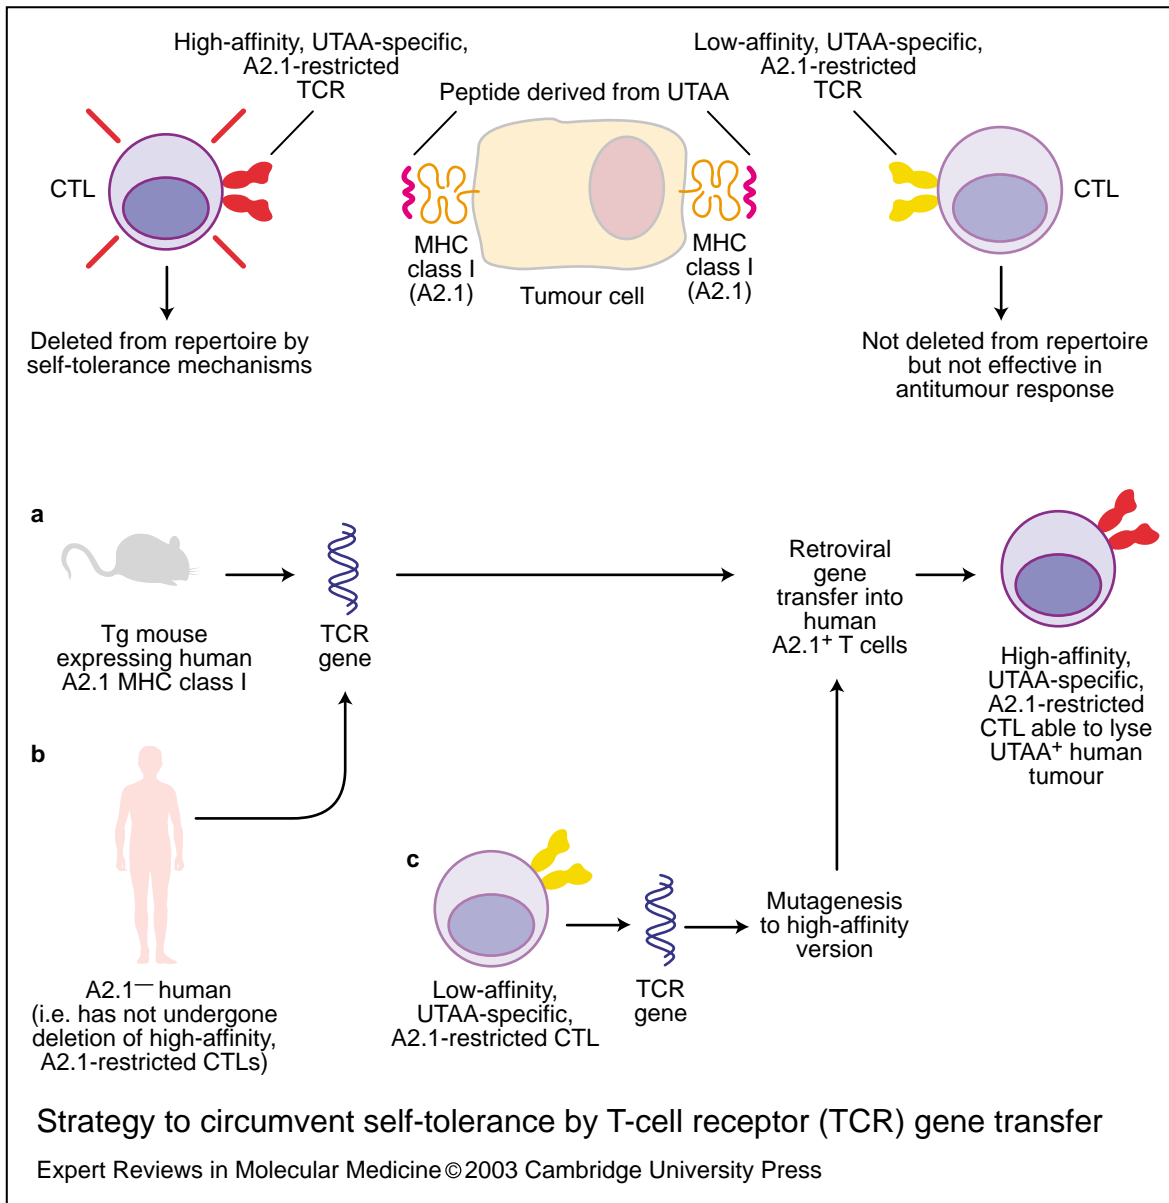 High-affinity, UTAA-specific,
A2.1-restricted
TCR
Peptide derived from UTAA
Low-affinity, UTAA-specific,
A2.1-restricted
TCR
CTL
MHC
class I
(A2.1)
Tumour cell
MHC
class I
(A2.1)
CTL
Deleted from repertoire by
self-tolerance mechanisms
Not deleted from repertoire
but not effective in
antitumour response
a
Tg mouse
expressing human
A2.1 MHC class I
TCR
gene
Retroviral
gene
transfer into
human
A2.1+ T cells
High-affinity,
UTAA-specific,
A2.1-restricted
CTL able to lyse
UTAA+ human
tumour
b
A2.1— human
(i.e. has not undergone
deletion of high-affinity,
A2.1-restricted CTLs)
c
Low-affinity,
UTAA-specific,
A2.1-restricted CTL
TCR
gene
Mutagenesis
to high-affinity
version
Strategy to circumvent self-tolerance by T-cell receptor (TCR) gene transfer
Expert Reviews in Molecular Medicine © 2003 Cambridge University Press